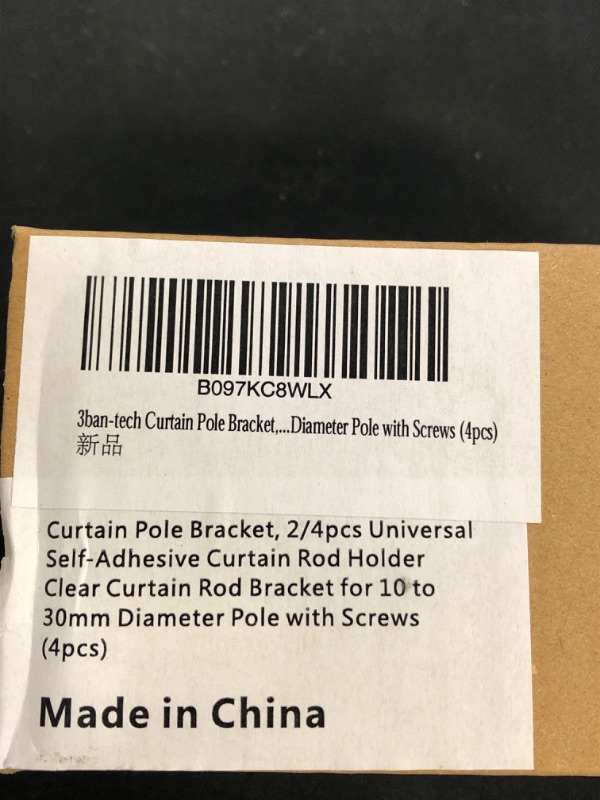 B097KC8WLX
3ban-tech Curtain Pole Bracket,...Diameter Pole with Screws (4pcs)
新品
Curtain Pole Bracket, 2/4pcs Universal
Self-Adhesive Curtain Rod Holder
Clear Curtain Rod Bracket for 10 to
30mm Diameter Pole with Screws
(4pcs)
Made in China